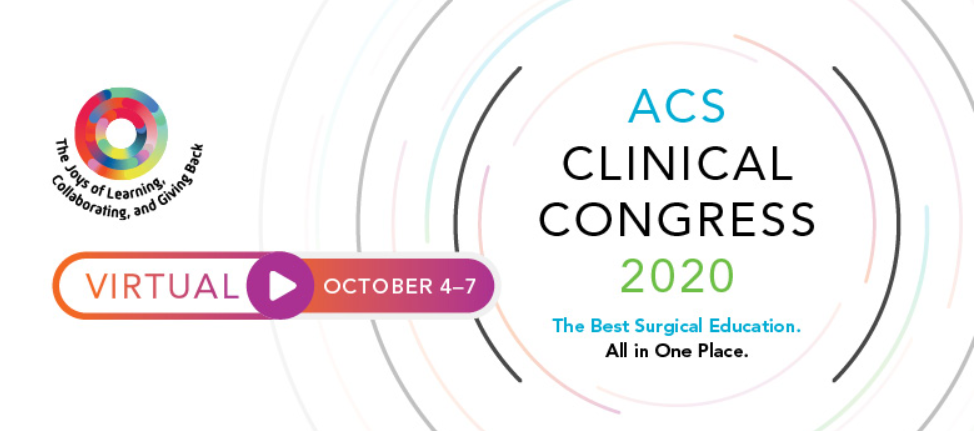 The Joys of Learning,
Collaborating, and Giving Back
VIRTUAL
OCTOBER 4–7
ACS
CLINICAL
CONGRESS
2020
The Best Surgical Education.
All in One Place.